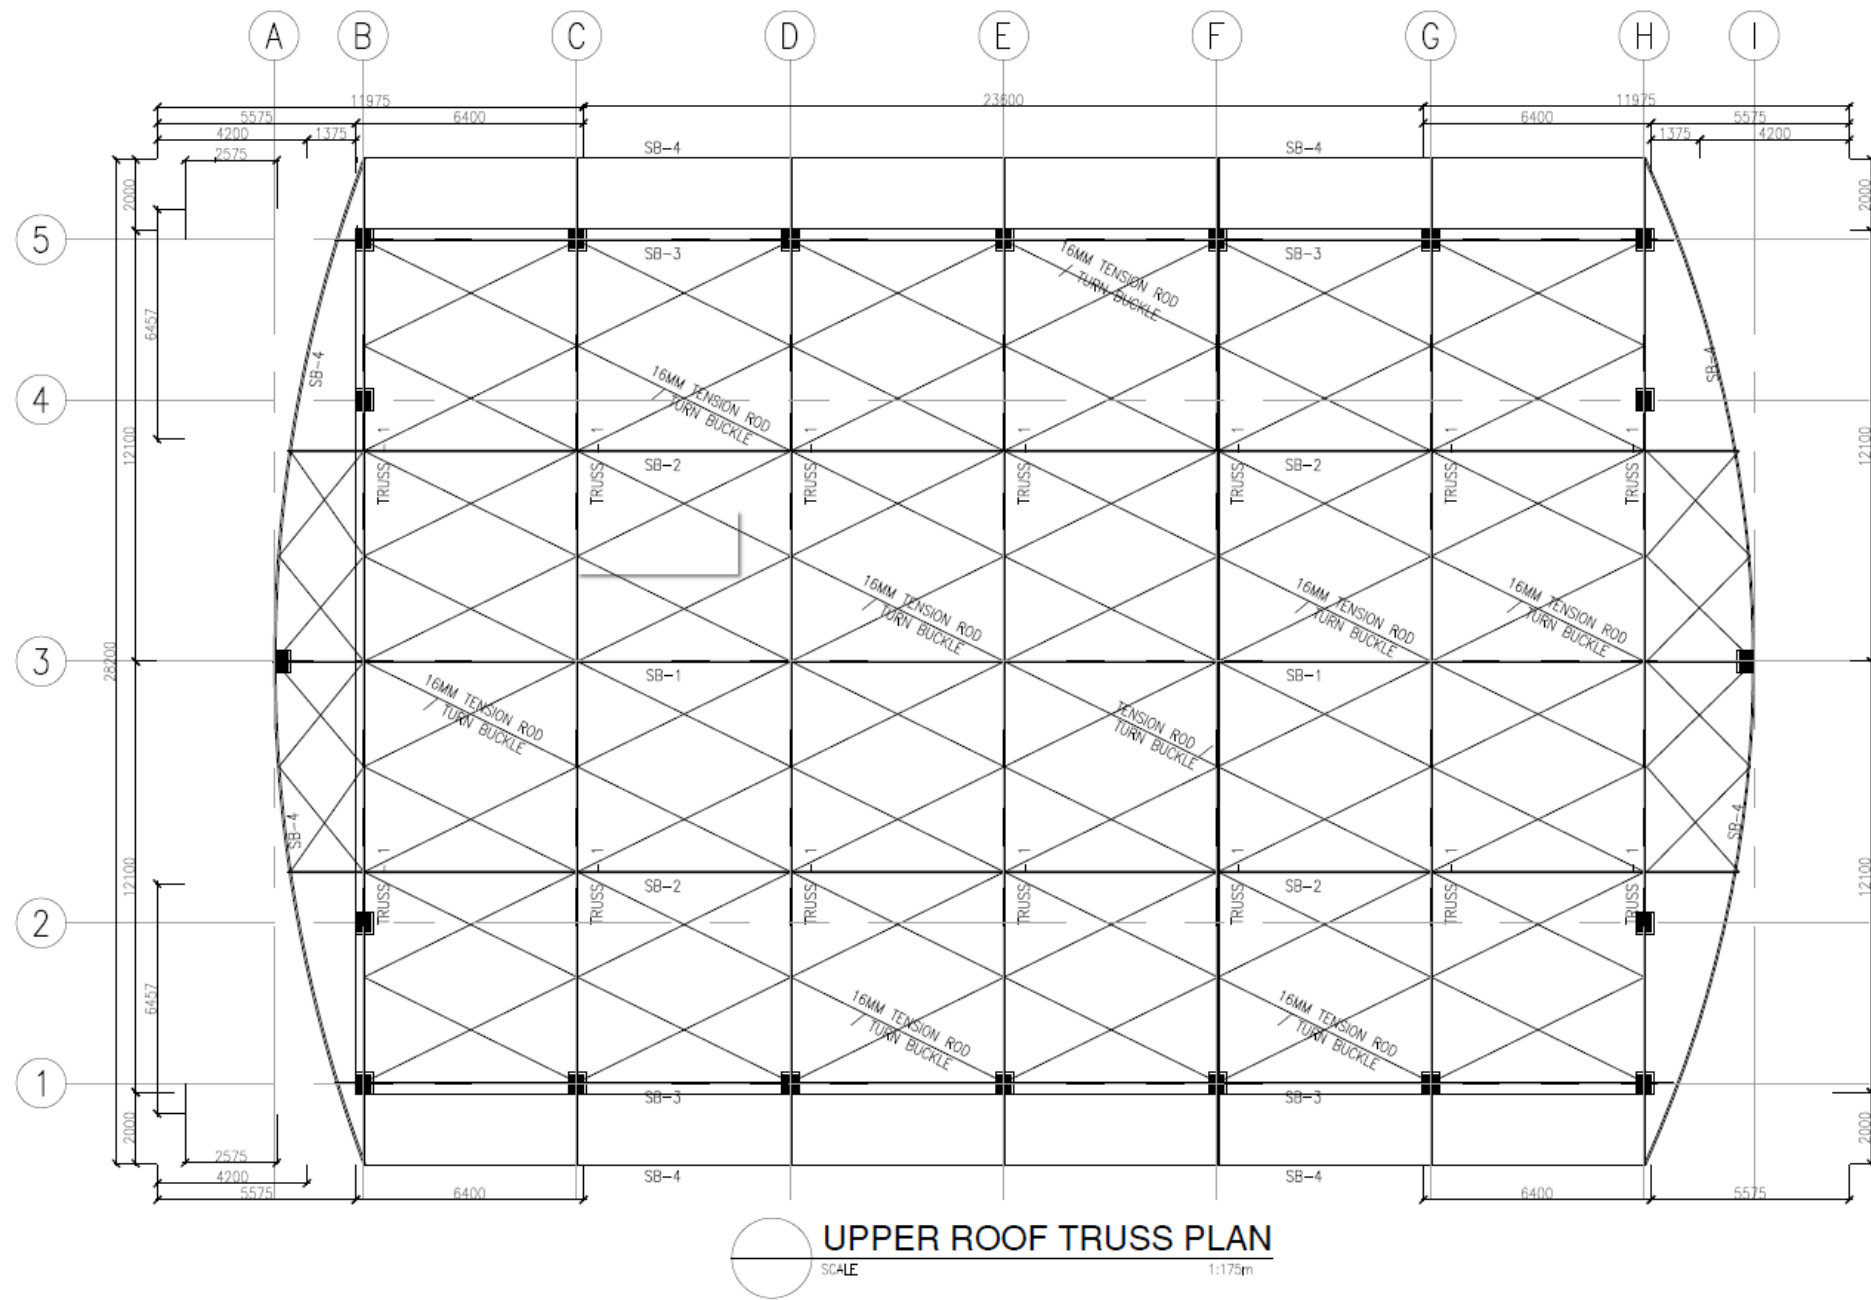 A B C D E F G H I
11975 23600 11975
5575 6400 6400 5575
4200 1375 1375 4200
2575
SB-4 SB-4
2000 2000
5
SB-3 SB-3
16MM TENSION ROD
TURN BUCKLE
6457
SB-4 SB-4
4
16MM TENSION ROD
TURN BUCKLE
12100 12100
TRUSS - 1 TRUSS - 1 TRUSS - 1 TRUSS - 1 TRUSS - 1 TRUSS - 1 TRUSS - 1
SB-2 SB-2
16MM TENSION ROD
TURN BUCKLE
16MM TENSION ROD
TURN BUCKLE
16MM TENSION ROD
TURN BUCKLE
28200
3
SB-1 SB-1
16MM TENSION ROD
TURN BUCKLE
TENSION ROD
TURN BUCKLE
SB-4 SB-4
12100 12100
TRUSS - 1 TRUSS - 1 TRUSS - 1 TRUSS - 1 TRUSS - 1 TRUSS - 1 TRUSS - 1
SB-2 SB-2
2
6457
16MM TENSION ROD
TURN BUCKLE
16MM TENSION ROD
TURN BUCKLE
1
SB-3 SB-3
2000 2000
2575
4200
SB-4 SB-4
5575 6400 6400 5575
UPPER ROOF TRUSS PLAN
SCALE 1:175m